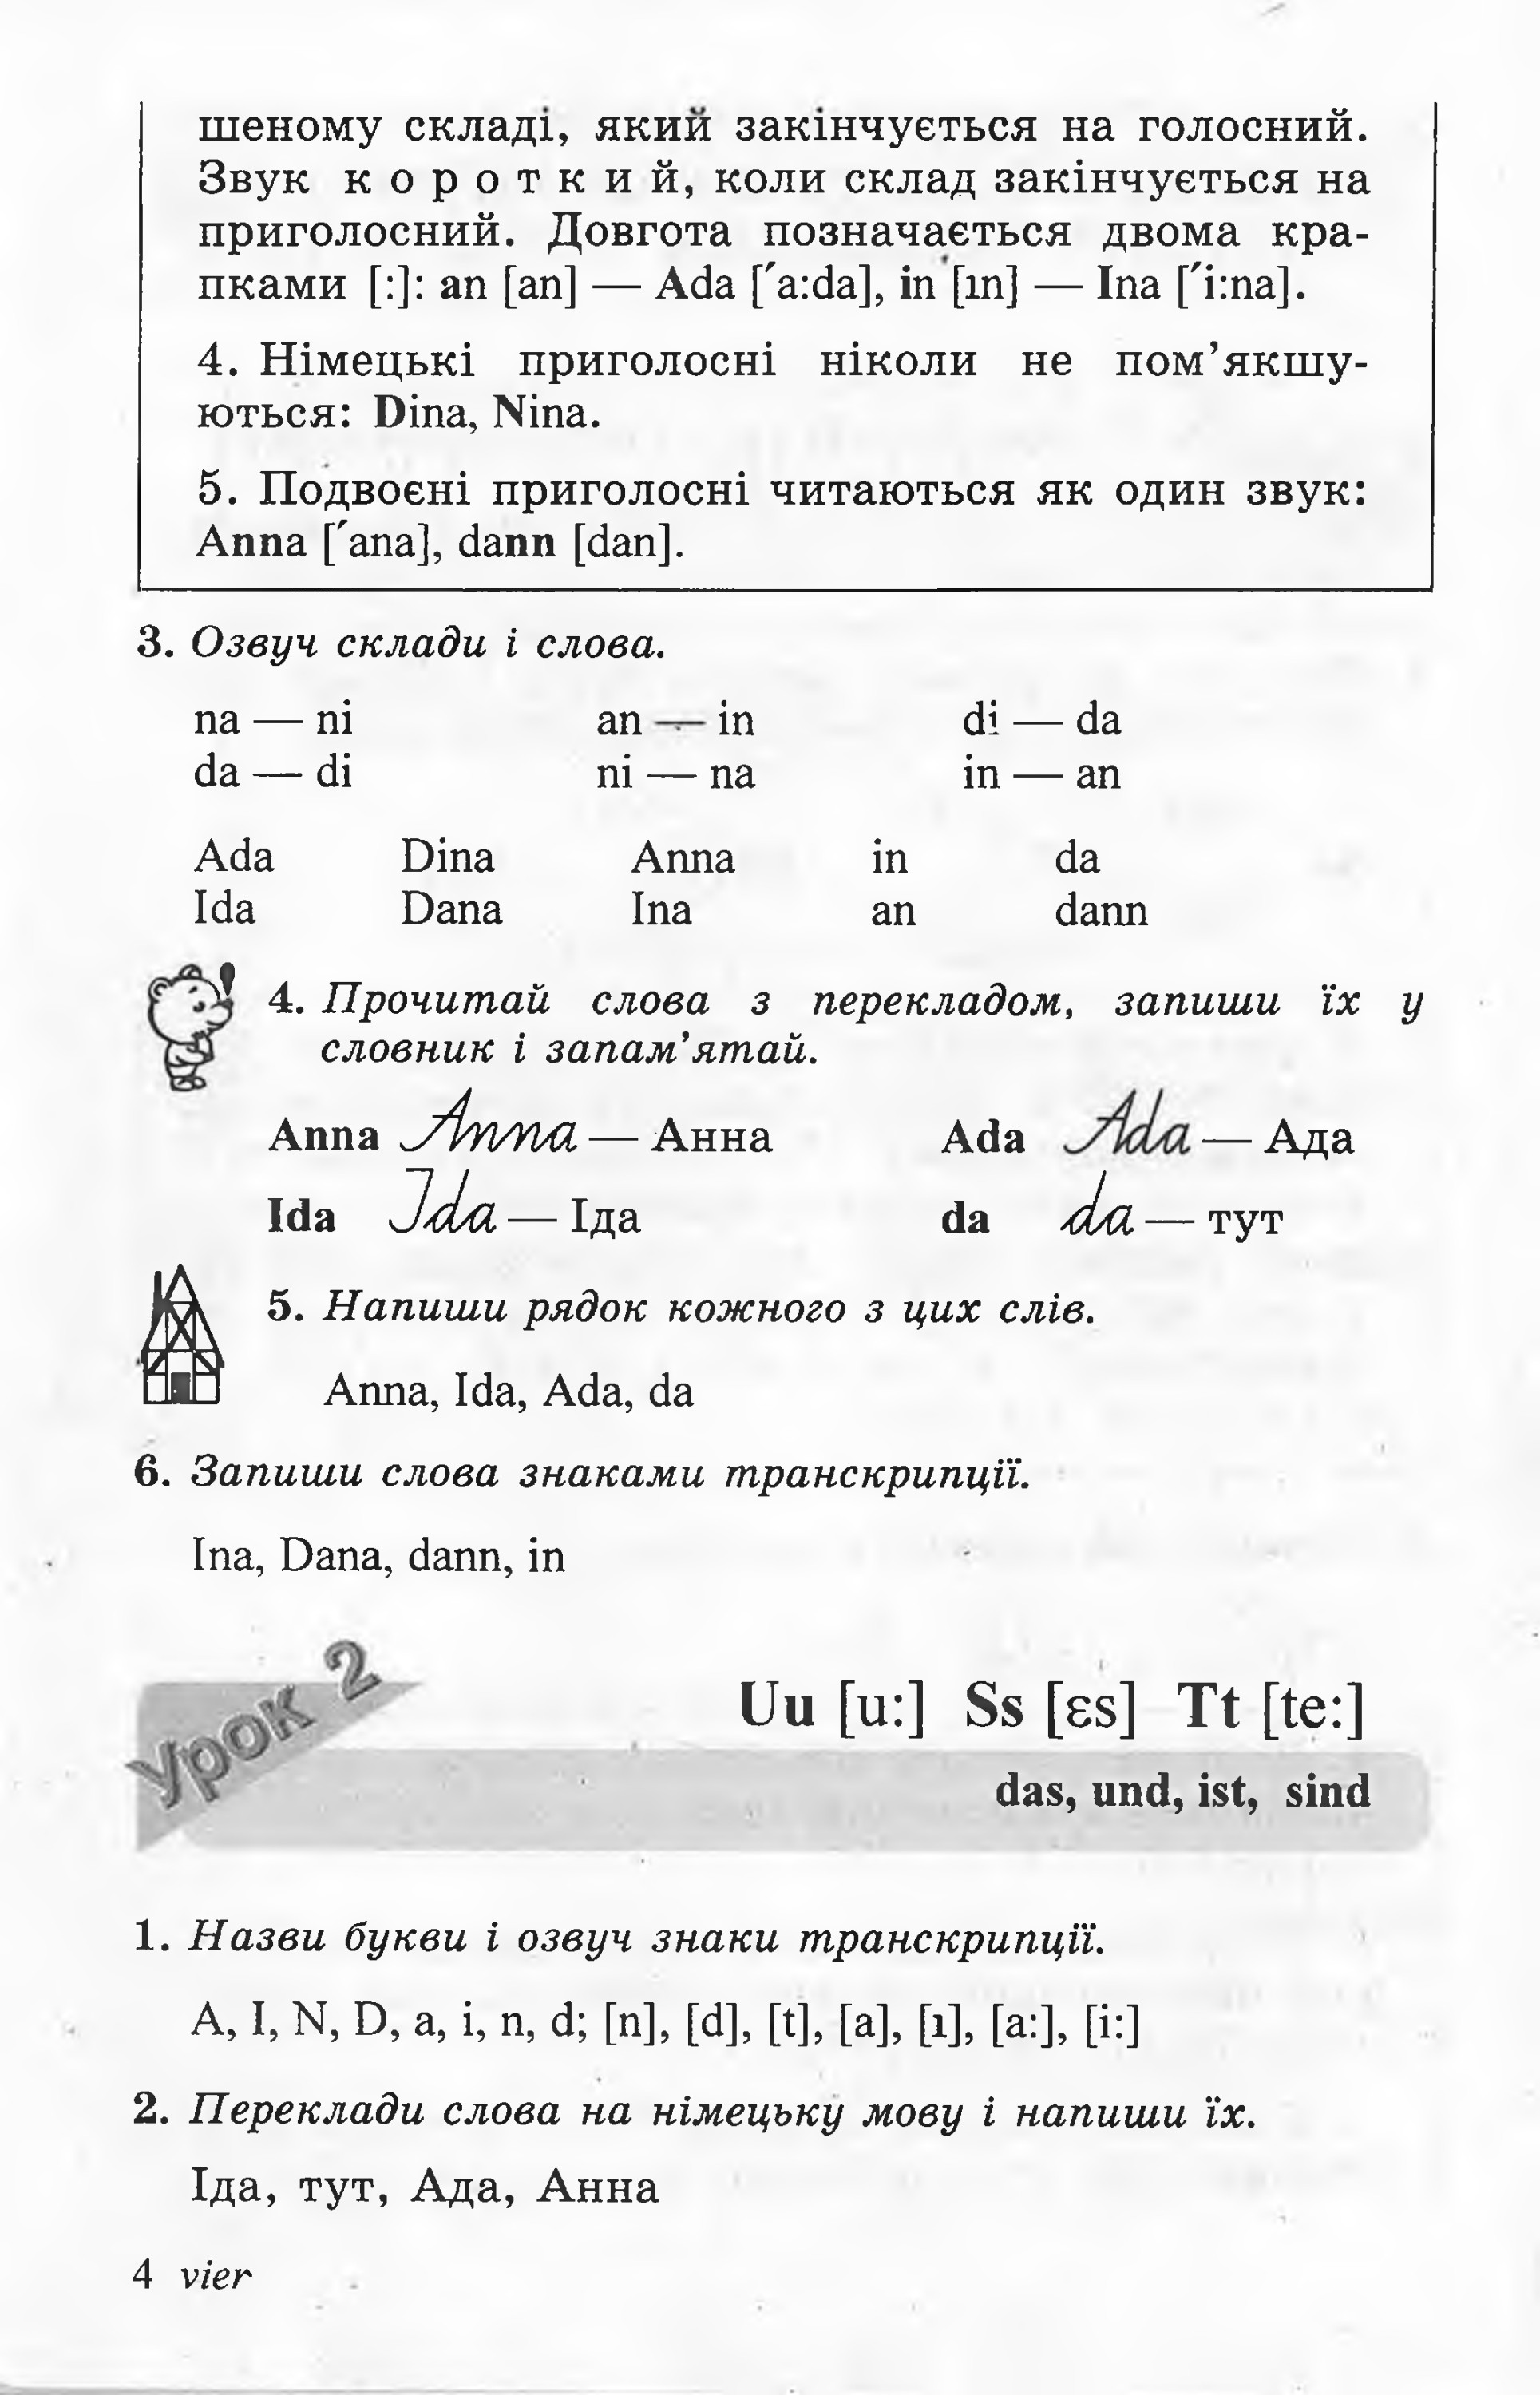 шеному складі, який закінчується на голосний.
Звук к о р о т к и й, коли склад закінчується на
приголосний. Довгота позначається двома кра-
пками [:]: an [an] — Ada [′a:da], in [ın] — Ina [′i:na].
4. Німецькі приголосні ніколи не пом’якшу-
ються: Dina, Nina.
5. Подвоєні приголосні читаються як один звук:
Anna [′ana], dann [dan].
3. Озвуч склади і слова.
na — ni an — in di — da
da — di ni — na in — an
Ada Dina Anna in da
Ida Dana Ina an dann
4. Прочитай слова з перекладом, запиши їх у
словник і запам’ятай.
Anna Anna — Анна Ada Ada — Ада
Ida Ida — Іда da da — тут
5. Напиши рядок кожного з цих слів.
Anna, Ida, Ada, da
6. Запиши слова знаками транскрипції.
Ina, Dana, dann, in
Урок 2
Uu [u:] Ss [ɛs] Tt [te:]
das, und, ist, sind
1. Назви букви і озвуч знаки транскрипції.
A, I, N, D, a, i, n, d; [n], [d], [t], [a], [ı], [a:], [i:]
2. Переклади слова на німецьку мову і напиши їх.
Іда, тут, Ада, Анна
4 vier